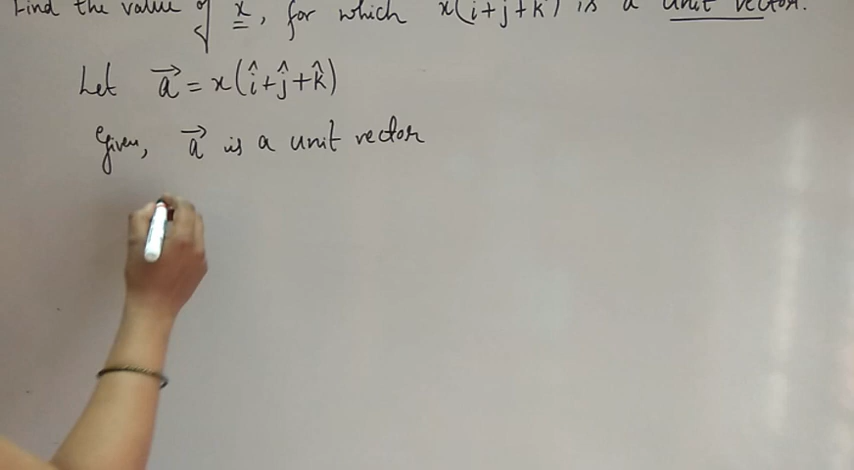 Find the value of x, for which x(i+j+k) is a unit vector.
Let a⃗ = x(î+ĵ+k̂)
Given, a⃗ is a unit vector